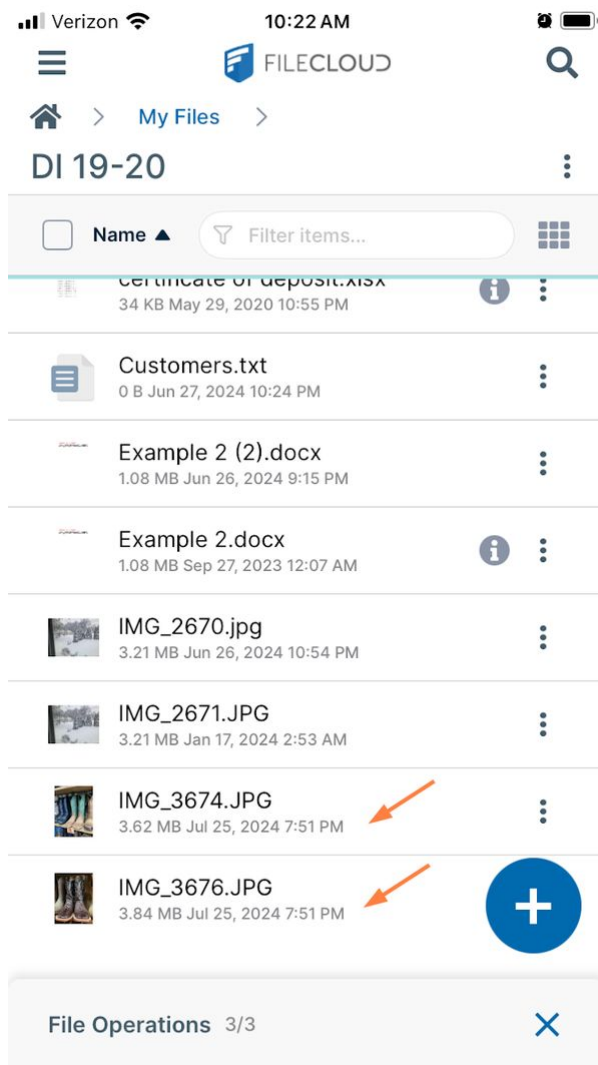 Verizon 10:22 AM
FILECLOUD
My Files
DI 19-20
Name Filter items...
certificate of deposit.xlsx
34 KB May 29, 2020 10:55 PM
Customers.txt
0 B Jun 27, 2024 10:24 PM
Example 2 (2).docx
1.08 MB Jun 26, 2024 9:15 PM
Example 2.docx
1.08 MB Sep 27, 2023 12:07 AM
IMG_2670.jpg
3.21 MB Jun 26, 2024 10:54 PM
IMG_2671.JPG
3.21 MB Jan 17, 2024 2:53 AM
IMG_3674.JPG
3.62 MB Jul 25, 2024 7:51 PM
IMG_3676.JPG
3.84 MB Jul 25, 2024 7:51 PM
File Operations 3/3